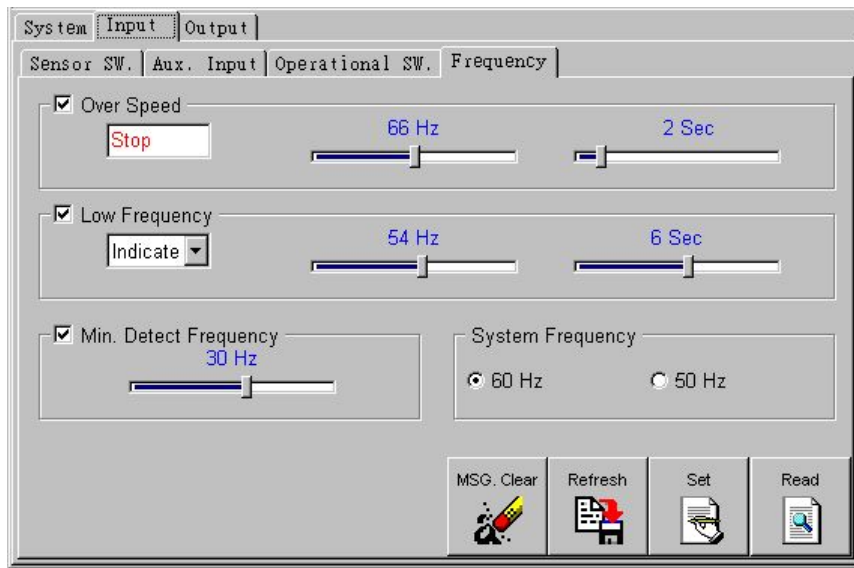 System Input Output
Sensor SW. Aux. Input Operational SW. Frequency
Over Speed
Stop
66 Hz
2 Sec
Low Frequency
Indicate
54 Hz
6 Sec
Min. Detect Frequency
30 Hz
System Frequency
60 Hz
50 Hz
MSG. Clear
Refresh
Set
Read